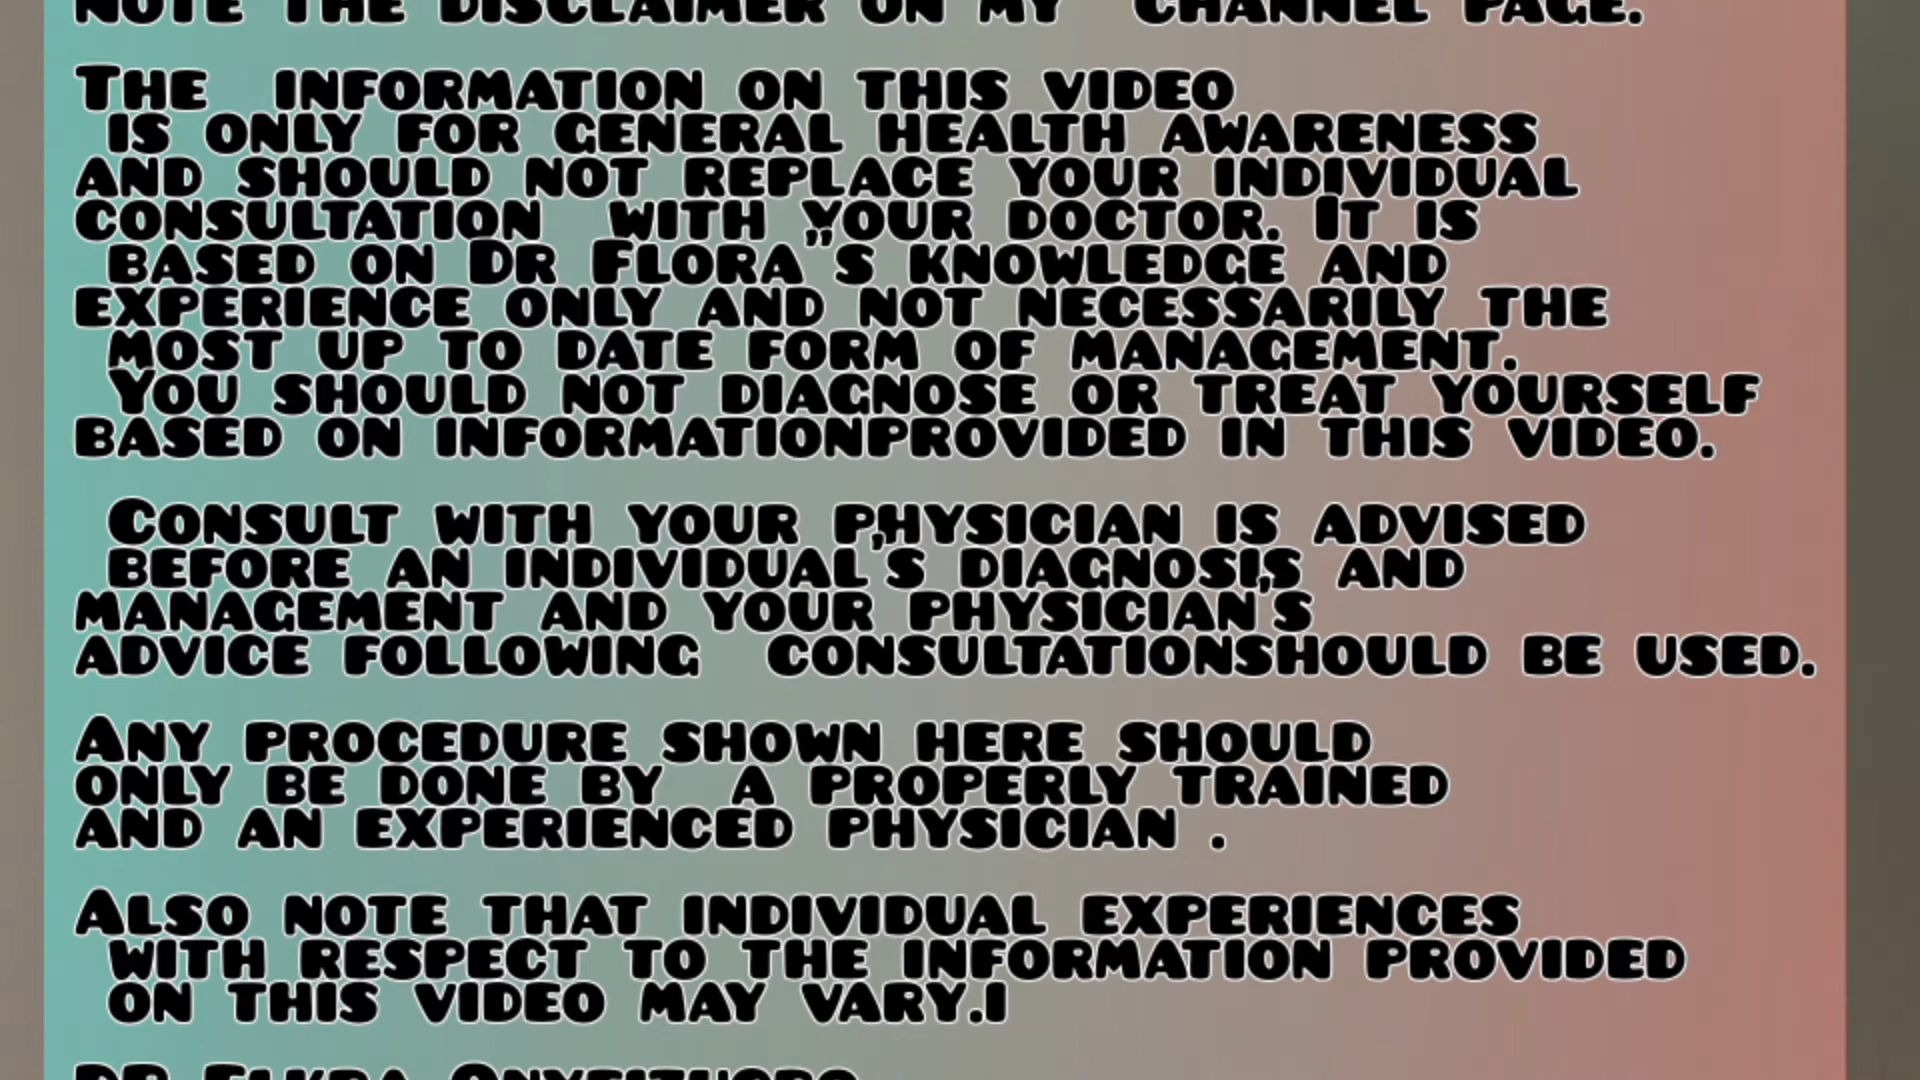 NOTE THE DISCLAIMER ON MY CHANNEL PAGE.
THE INFORMATION ON THIS VIDEO
IS ONLY FOR GENERAL HEALTH AWARENESS
AND SHOULD NOT REPLACE YOUR INDIVIDUAL
CONSULTATION WITH YOUR DOCTOR. IT IS
BASED ON DR FLORA"S KNOWLEDGE AND
EXPERIENCE ONLY AND NOT NECESSARILY THE
MOST UP TO DATE FORM OF MANAGEMENT.
YOU SHOULD NOT DIAGNOSE OR TREAT YOURSELF
BASED ON INFORMATIONPROVIDED IN THIS VIDEO.
CONSULT WITH YOUR PHYSICIAN IS ADVISED
BEFORE AN INDIVIDUAL'S DIAGNOSIS AND
MANAGEMENT AND YOUR PHYSICIAN'S
ADVICE FOLLOWING CONSULTATIONSHOULD BE USED.
ANY PROCEDURE SHOWN HERE SHOULD
ONLY BE DONE BY A PROPERLY TRAINED
AND AN EXPERIENCED PHYSICIAN .
ALSO NOTE THAT INDIVIDUAL EXPERIENCES
WITH RESPECT TO THE INFORMATION PROVIDED
ON THIS VIDEO MAY VARY.I
DR